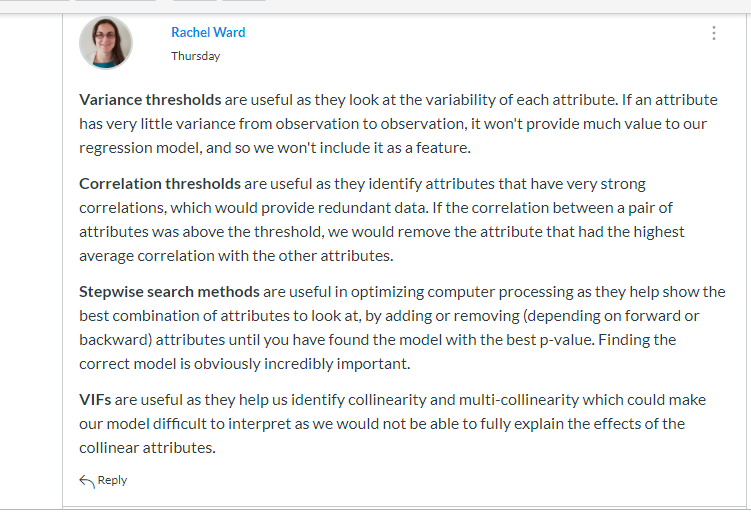 Rachel Ward
Thursday
Variance thresholds are useful as they look at the variability of each attribute. If an attribute
has very little variance from observation to observation, it won't provide much value to our
regression model, and so we won't include it as a feature.
Correlation thresholds are useful as they identify attributes that have very strong
correlations, which would provide redundant data. If the correlation between a pair of
attributes was above the threshold, we would remove the attribute that had the highest
average correlation with the other attributes.
Stepwise search methods are useful in optimizing computer processing as they help show the
best combination of attributes to look at, by adding or removing (depending on forward or
backward) attributes until you have found the model with the best p-value. Finding the
correct model is obviously incredibly important.
VIFs are useful as they help us identify collinearity and multi-collinearity which could make
our model difficult to interpret as we would not be able to fully explain the effects of the
collinear attributes.
Reply